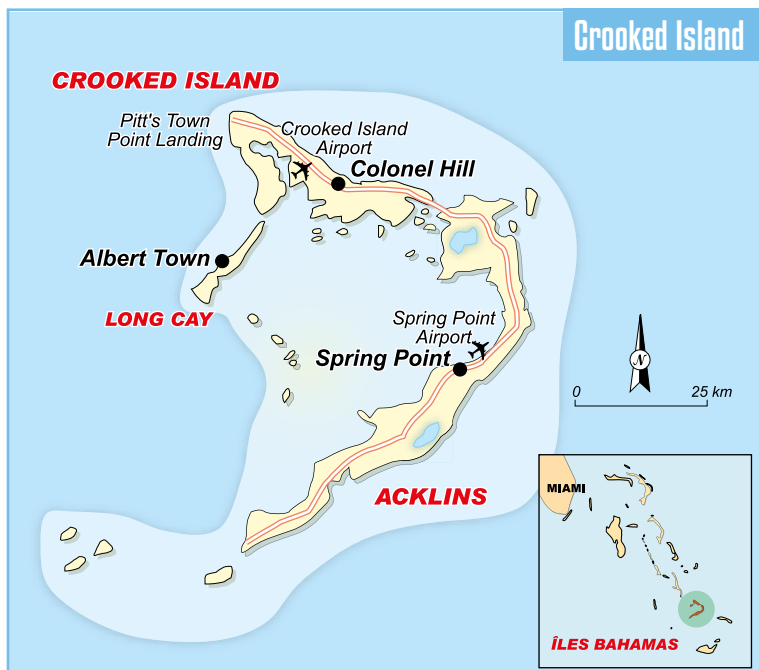 Crooked Island
CROOKED ISLAND
Pitt's Town
Point Landing
Crooked Island
Airport
Colonel Hill
Albert Town
LONG CAY
Spring Point
Airport
Spring Point
N
0 25 km
ACKLINS
MIAMI
ÎLES BAHAMAS